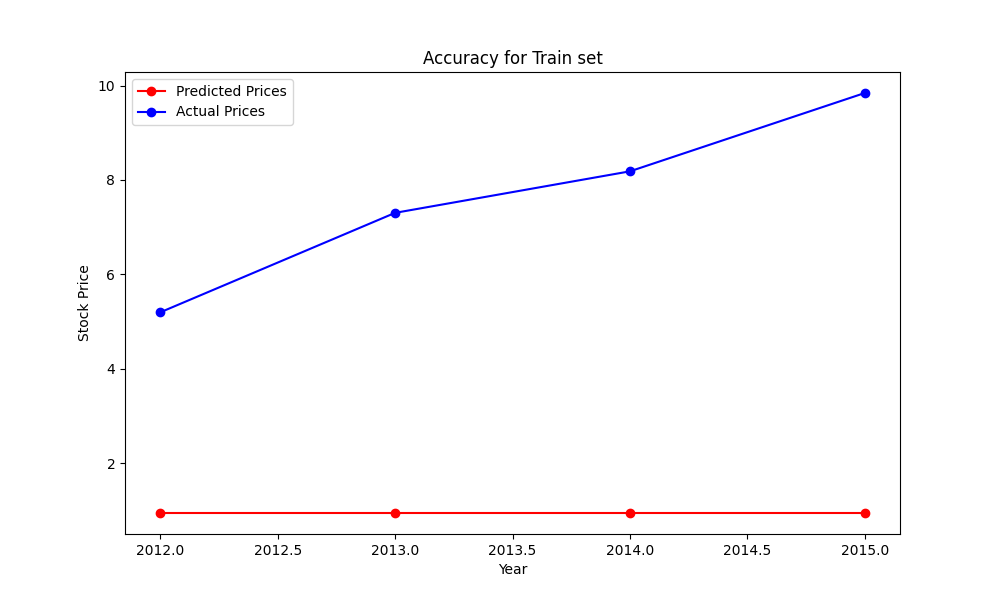 Accuracy for Train set
Predicted Prices
Actual Prices
10
8
6
4
2
Stock Price
2012.0 2012.5 2013.0 2013.5 2014.0 2014.5 2015.0
Year